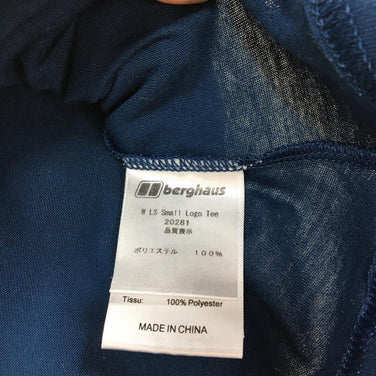 berghaus
W LS Small Logo Tee
20281
品質表示
ポリエステル 100%
Tissu: 100% Polyester
MADE IN CHINA